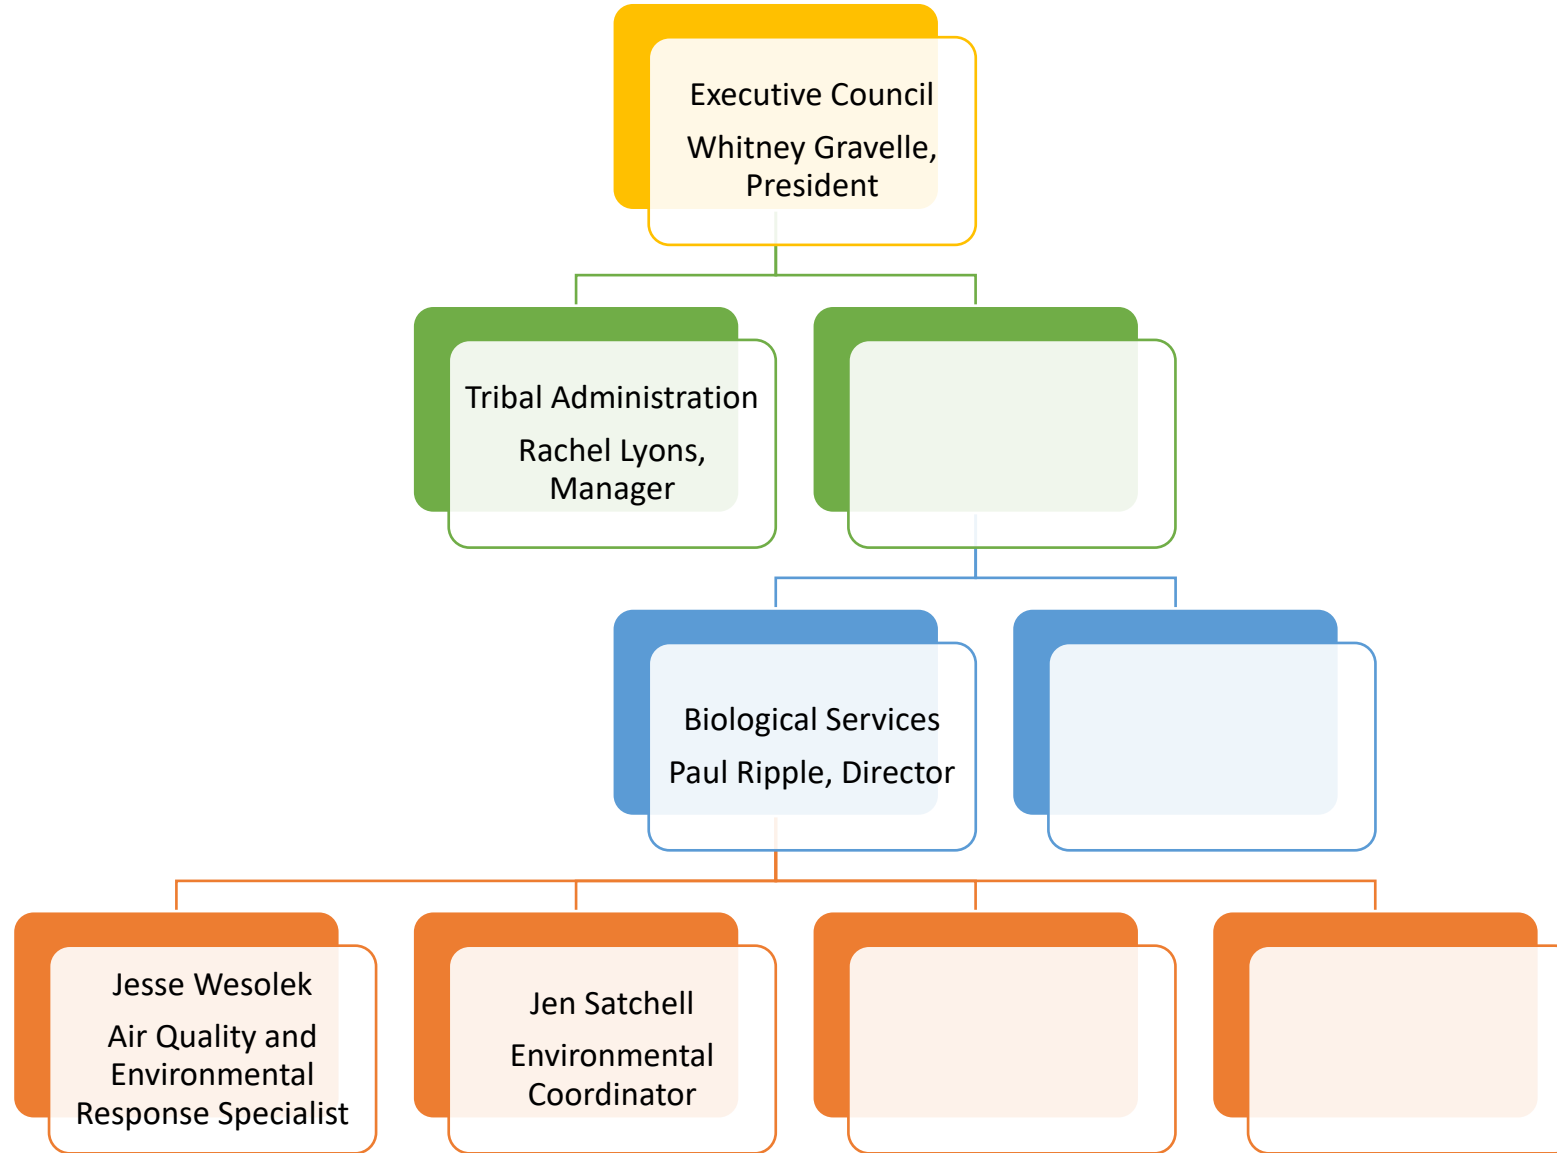 Executive Council
Whitney Gravelle,
President
Tribal Administration
Rachel Lyons,
Manager
Biological Services
Paul Ripple, Director
Jesse Wesolek
Air Quality and
Environmental
Response Specialist
Jen Satchell
Environmental
Coordinator